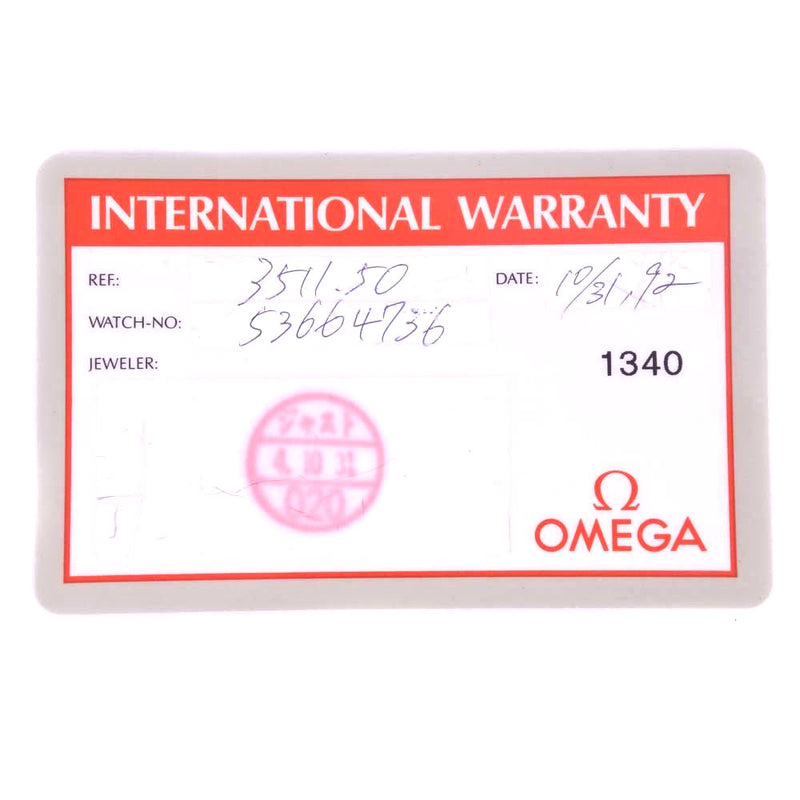 INTERNATIONAL WARRANTY
REF.: 3511.50 DATE: 10/31, 92
WATCH-NO: 53664736
JEWELER: 1340
ジャスト
4.10.31
020
Ω
OMEGA